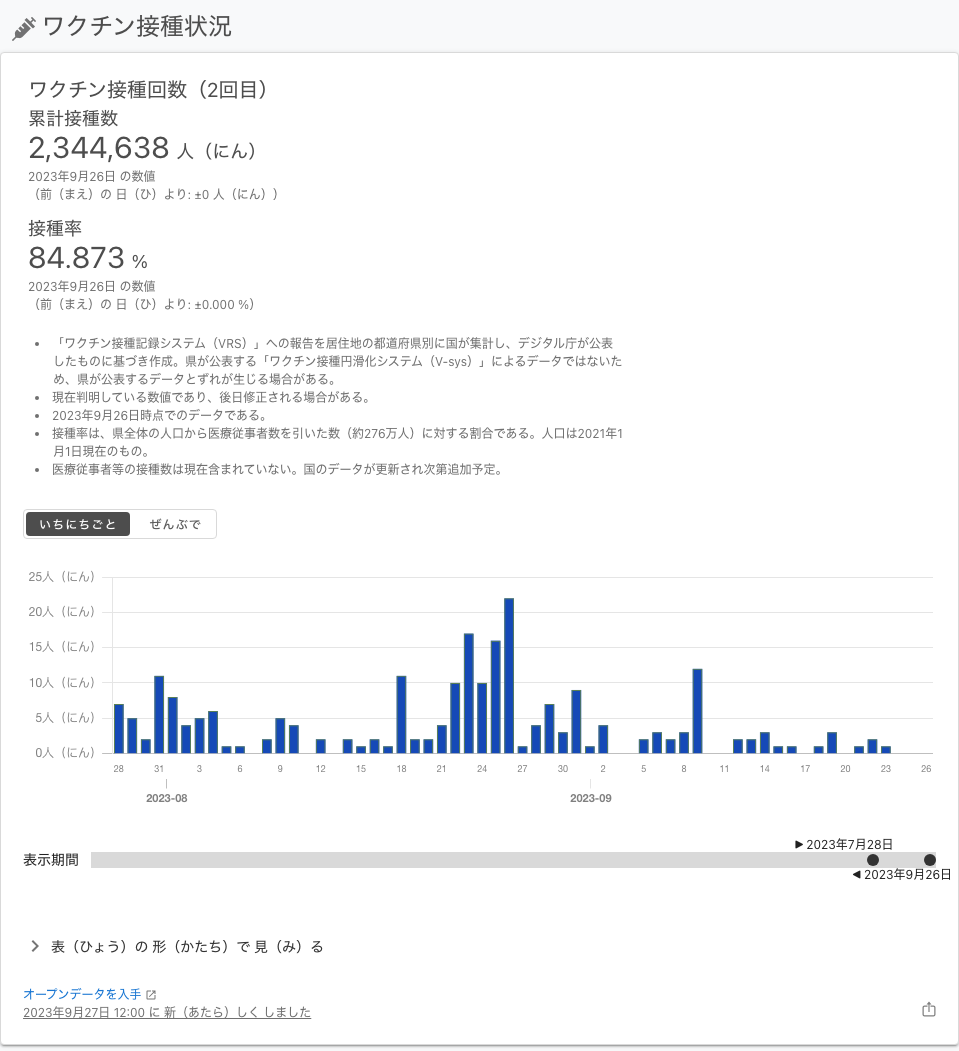 ワクチン接種状況
ワクチン接種回数（2回目）
累計接種数
2,344,638 人（にん）
2023年9月26日 の数値
（前（まえ）の 日（ひ）より: ±0 人（にん））
接種率
84.873 %
2023年9月26日 の数値
（前（まえ）の 日（ひ）より: ±0.000 %）
• 「ワクチン接種記録システム（VRS）」への報告を居住地の都道府県別に国が集計し、デジタル庁が公表
したものに基づき作成。県が公表する「ワクチン接種円滑化システム（V-sys）」によるデータではないた
め、県が公表するデータとずれが生じる場合がある。
• 現在判明している数値であり、後日修正される場合がある。
• 2023年9月26日時点でのデータである。
• 接種率は、県全体の人口から医療従事者数を引いた数（約276万人）に対する割合である。人口は2021年1
月1日現在のもの。
• 医療従事者等の接種数は現在含まれていない。国のデータが更新され次第追加予定。
いちにちごと ぜんぶで
25人（にん）
20人（にん）
15人（にん）
10人（にん）
5人（にん）
0人（にん）
28 31 3 6 9 12 15 18 21 24 27 30 2 5 8 11 14 17 20 23 26
2023-08 2023-09
▶ 2023年7月28日
表示期間
◀ 2023年9月26日
表（ひょう）の 形（かたち）で 見（み）る
オープンデータを入手
2023年9月27日 12:00 に 新（あたら）しく しました